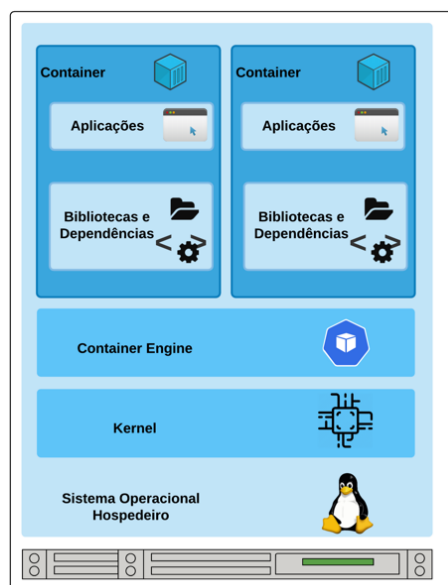 Container
Container
Aplicações
Aplicações
Bibliotecas e
Dependências
Bibliotecas e
Dependências
Container Engine
Kernel
Sistema Operacional
Hospedeiro